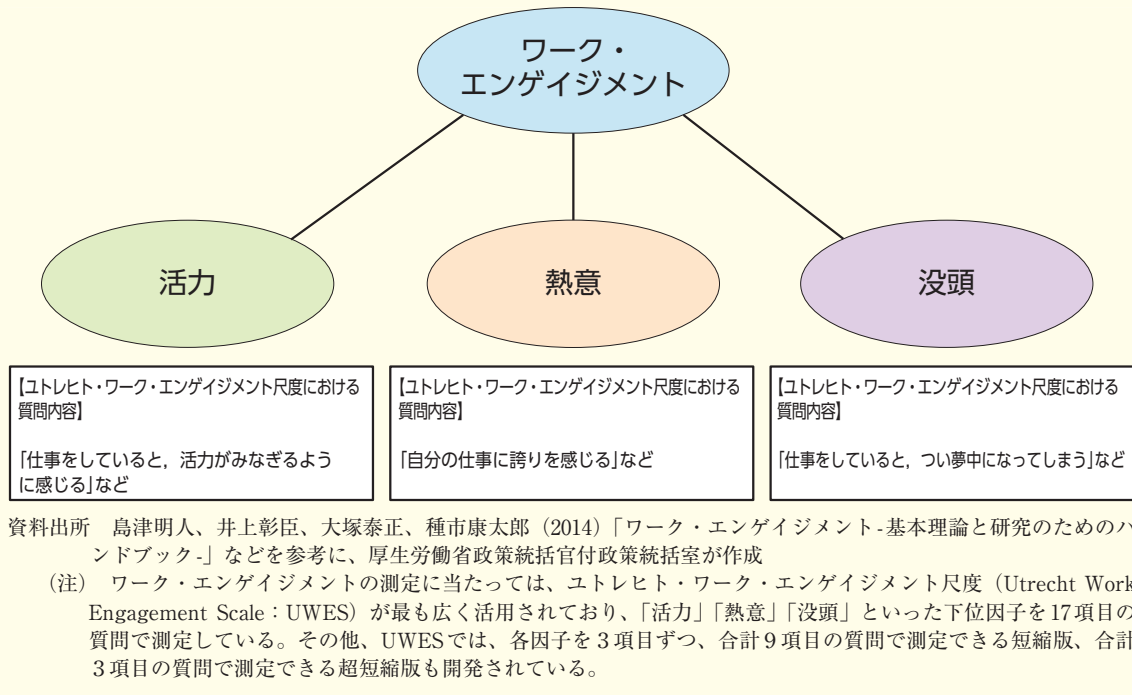 ワーク・
エンゲイジメント
活力
熱意
没頭
【ユトレヒト・ワーク・エンゲイジメント尺度における
質問内容】
「仕事をしていると，活力がみなぎるよう
に感じる」など
【ユトレヒト・ワーク・エンゲイジメント尺度における
質問内容】
「自分の仕事に誇りを感じる」など
【ユトレヒト・ワーク・エンゲイジメント尺度における
質問内容】
「仕事をしていると，つい夢中になってしまう」など
資料出所　島津明人、井上彰臣、大塚泰正、種市康太郎（2014）「ワーク・エンゲイジメント-基本理論と研究のためのハ
ンドブック-」などを参考に、厚生労働省政策統括官付政策統括室が作成
（注）　ワーク・エンゲイジメントの測定に当たっては、ユトレヒト・ワーク・エンゲイジメント尺度（Utrecht Work
Engagement Scale：UWES）が最も広く活用されており、「活力」「熱意」「没頭」といった下位因子を17項目の
質問で測定している。その他、UWESでは、各因子を３項目ずつ、合計９項目の質問で測定できる短縮版、合計
３項目の質問で測定できる超短縮版も開発されている。